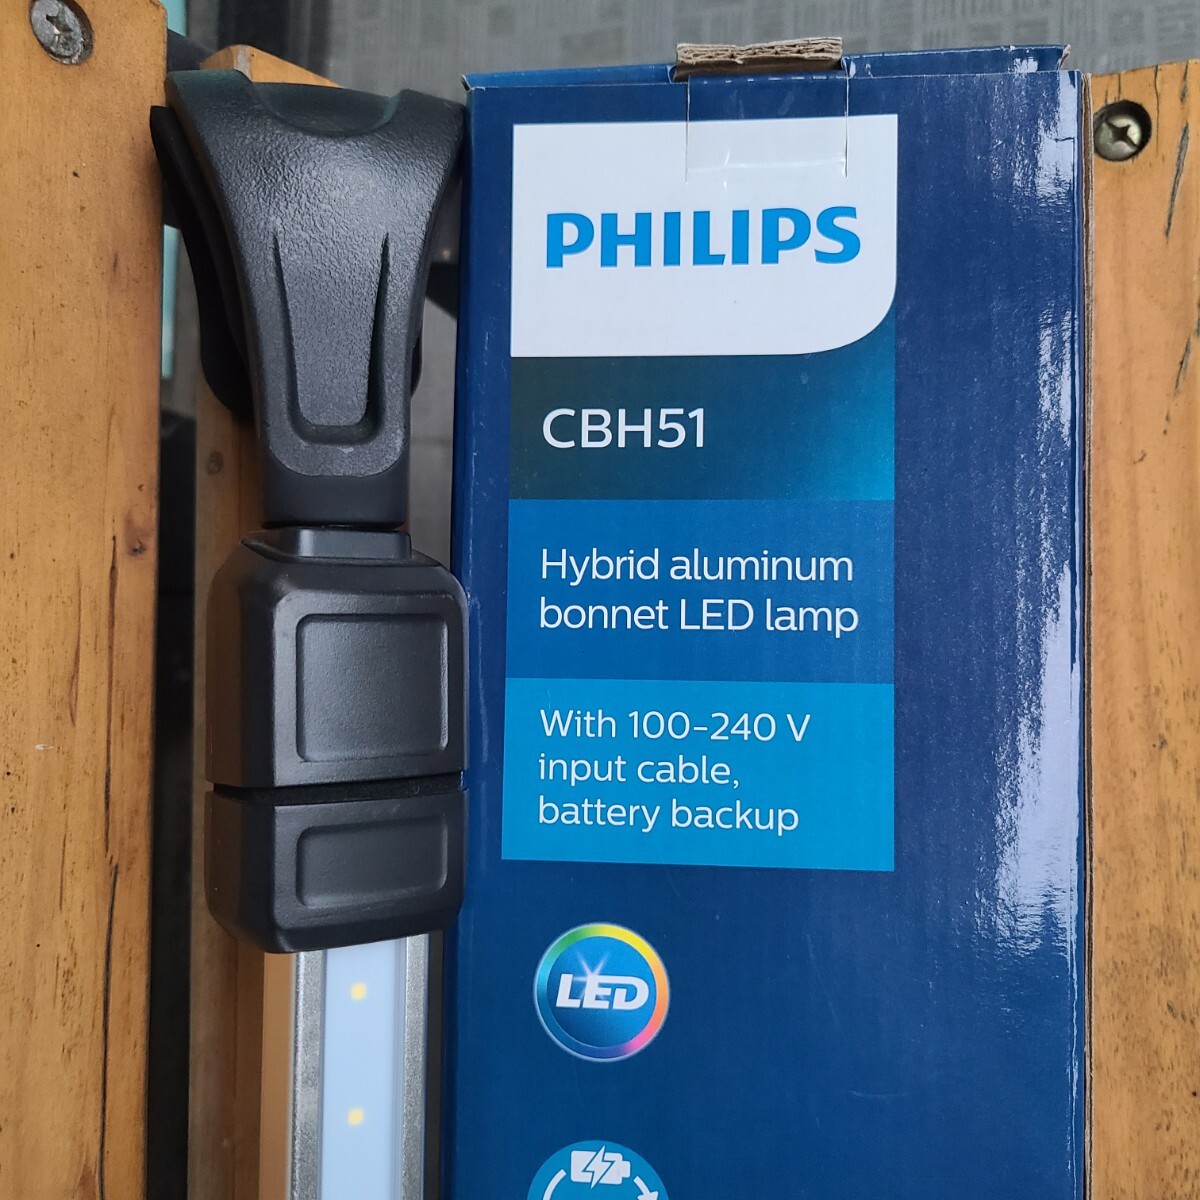 PHILIPS
CBH51
Hybrid aluminum
bonnet LED lamp
With 100-240 V
input cable,
battery backup
LED